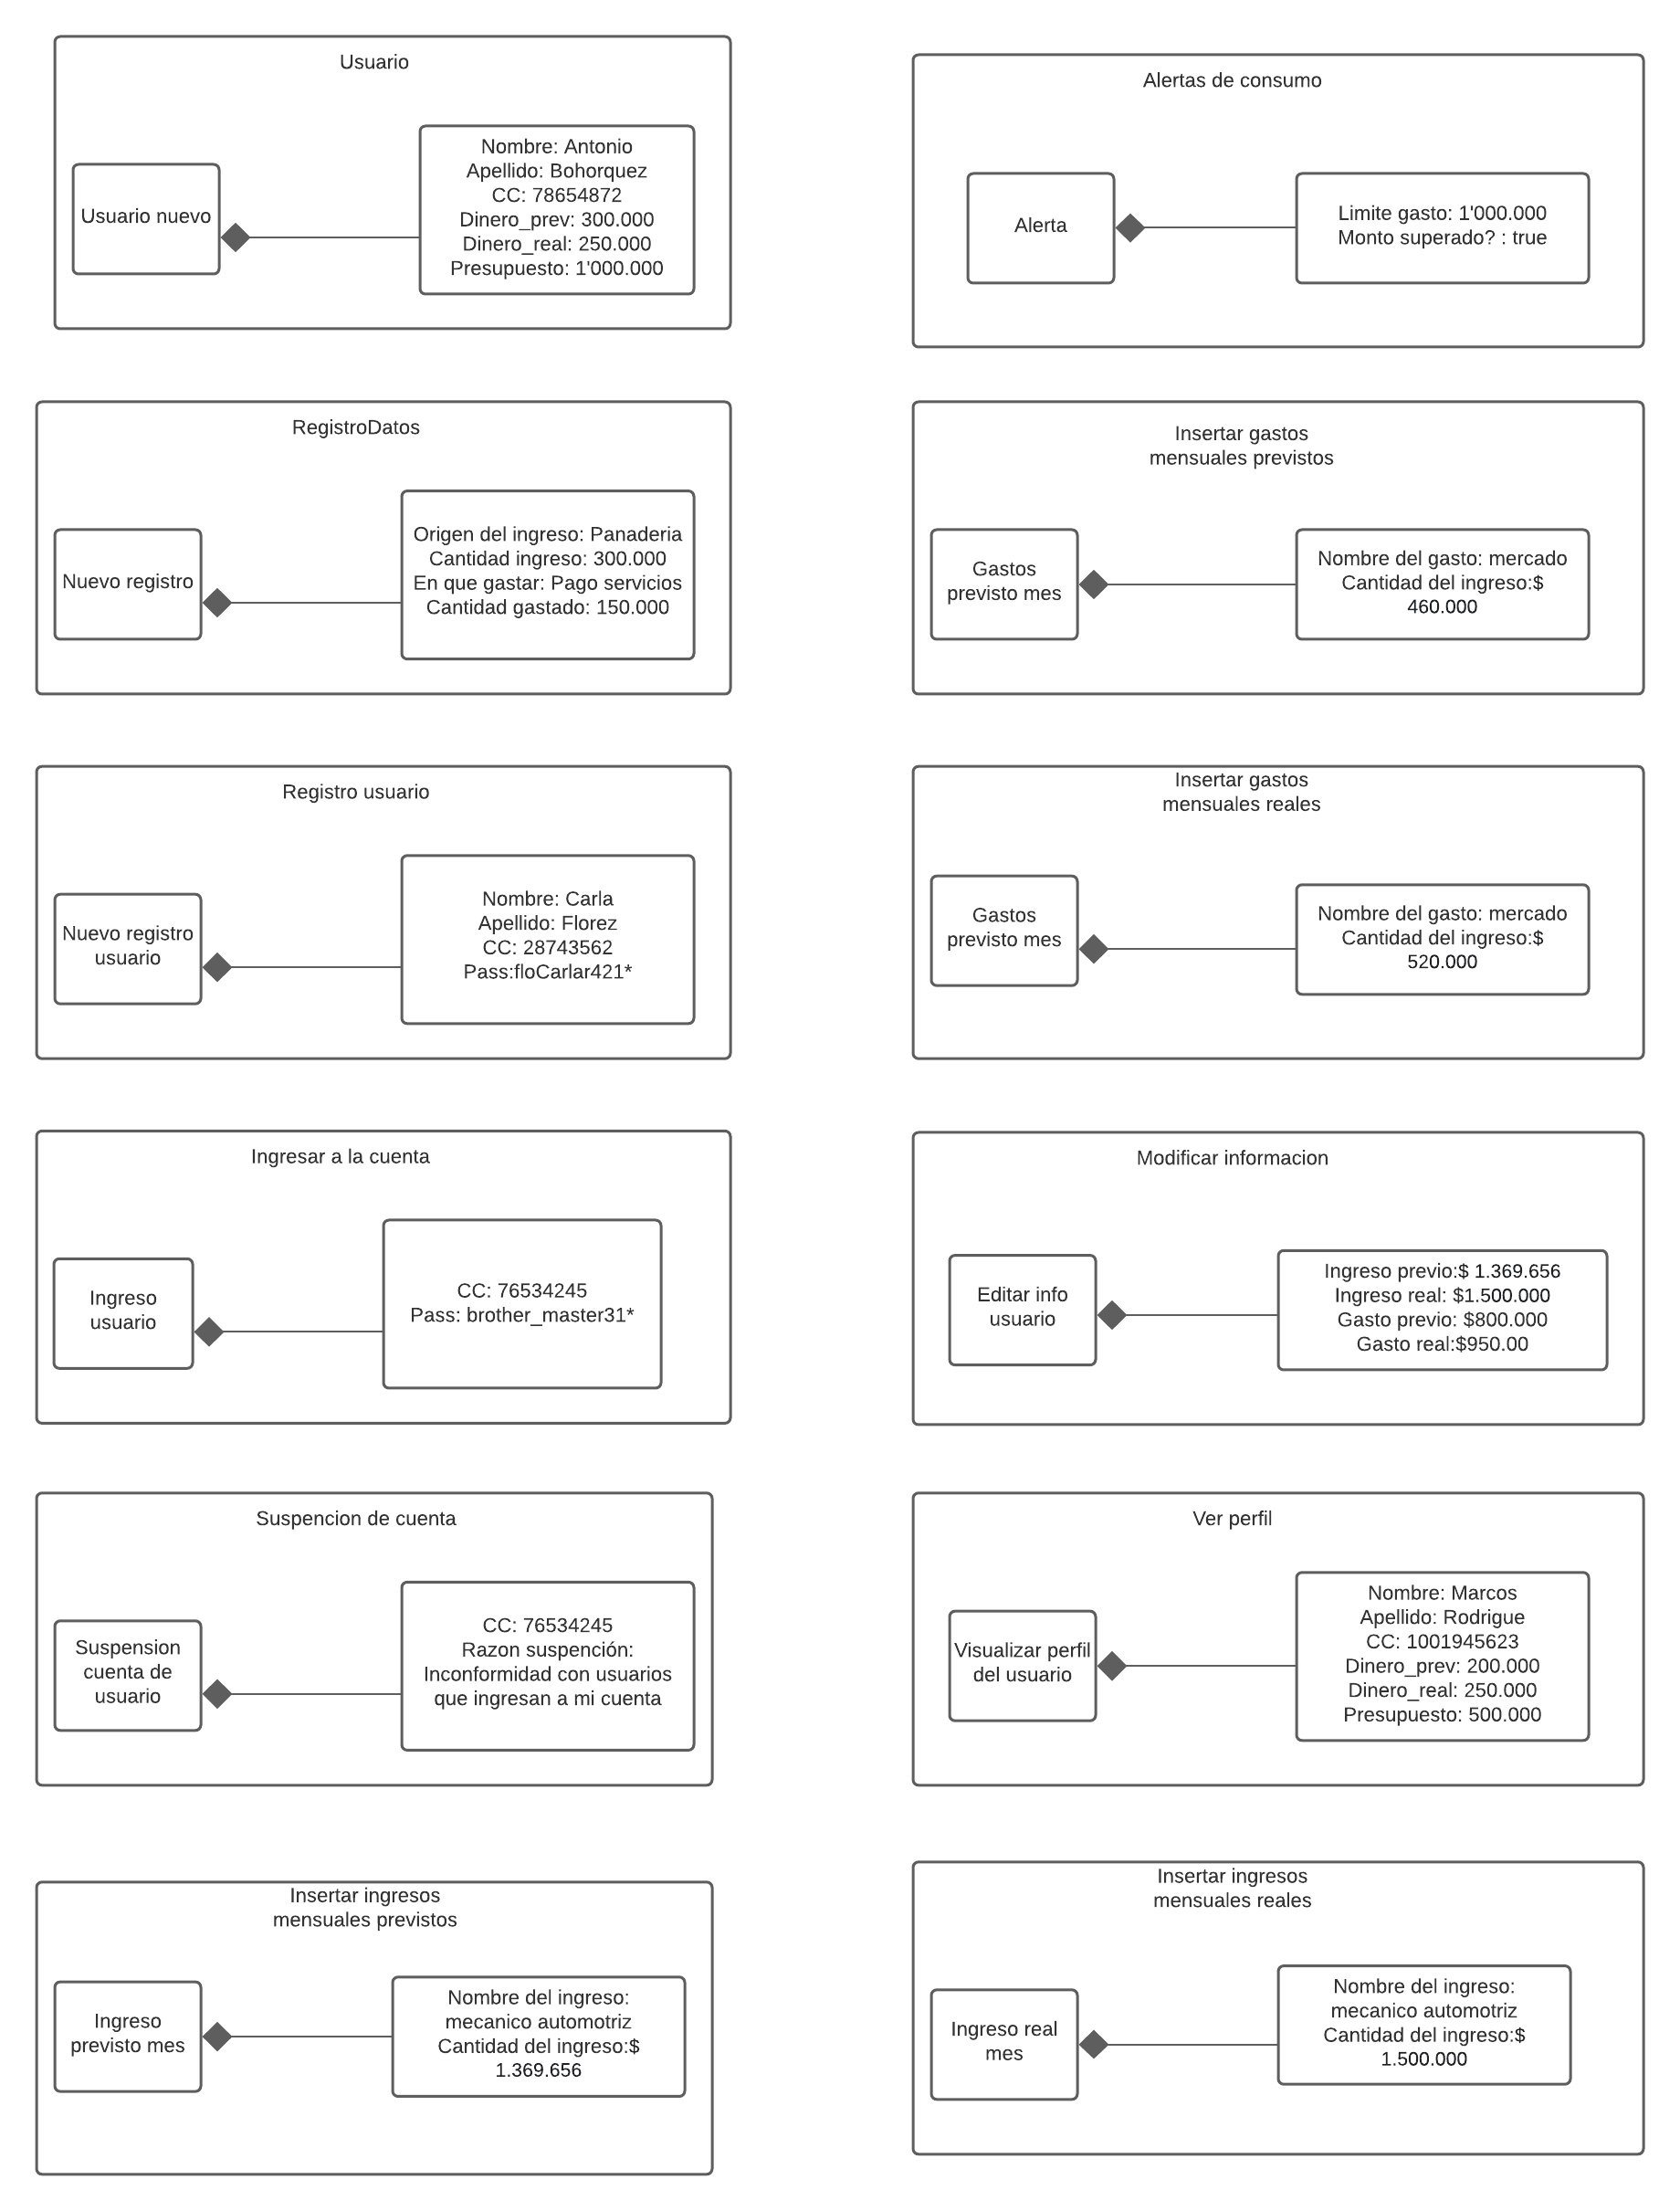 Usuario
Usuario nuevo
Nombre: Antonio
Apellido: Bohorquez
CC: 78654872
Dinero_prev: 300.000
Dinero_real: 250.000
Presupuesto: 1'000.000
Alertas de consumo
Alerta
Limite gasto: 1'000.000
Monto superado? : true
RegistroDatos
Nuevo registro
Origen del ingreso: Panaderia
Cantidad ingreso: 300.000
En que gastar: Pago servicios
Cantidad gastado: 150.000
Insertar gastos
mensuales previstos
Gastos
previsto mes
Nombre del gasto: mercado
Cantidad del ingreso:$
460.000
Registro usuario
Nuevo registro
usuario
Nombre: Carla
Apellido: Florez
CC: 28743562
Pass:floCarlar421*
Insertar gastos
mensuales reales
Gastos
previsto mes
Nombre del gasto: mercado
Cantidad del ingreso:$
520.000
Ingresar a la cuenta
Ingreso
usuario
CC: 76534245
Pass: brother_master31*
Modificar informacion
Editar info
usuario
Ingreso previo:$ 1.369.656
Ingreso real: $1.500.000
Gasto previo: $800.000
Gasto real:$950.00
Suspencion de cuenta
Suspension
cuenta de
usuario
CC: 76534245
Razon suspención:
Inconformidad con usuarios
que ingresan a mi cuenta
Ver perfil
Visualizar perfil
del usuario
Nombre: Marcos
Apellido: Rodrigue
CC: 1001945623
Dinero_prev: 200.000
Dinero_real: 250.000
Presupuesto: 500.000
Insertar ingresos
mensuales previstos
Ingreso
previsto mes
Nombre del ingreso:
mecanico automotriz
Cantidad del ingreso:$
1.369.656
Insertar ingresos
mensuales reales
Ingreso real
mes
Nombre del ingreso:
mecanico automotriz
Cantidad del ingreso:$
1.500.000